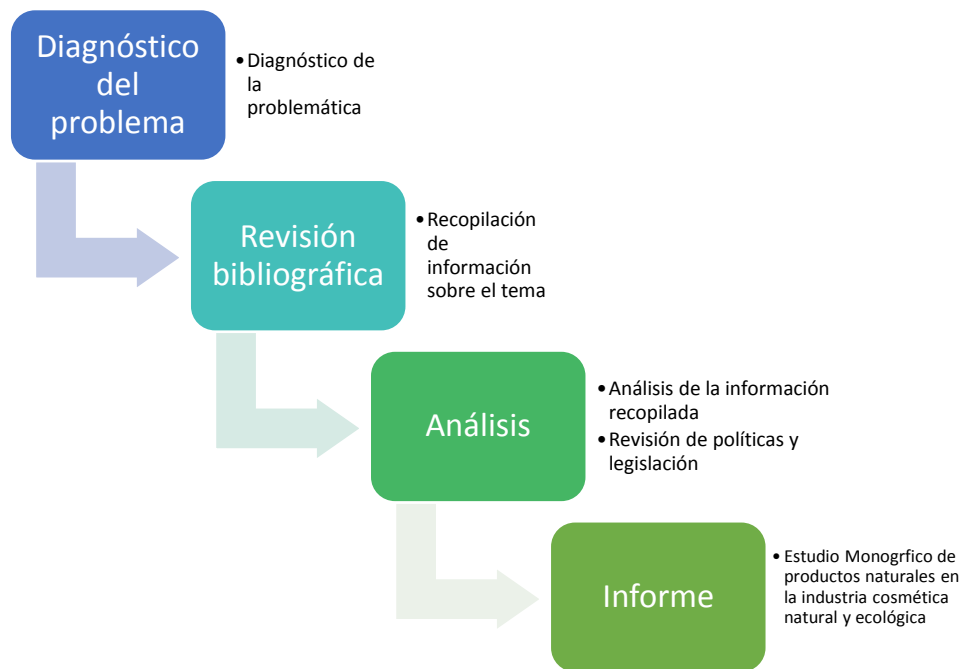 Diagnóstico
del
problema
•Diagnóstico de
la
problemática
Revisión
bibliográfica
•Recopilación
de
información
sobre el tema
Análisis
•Análisis de la información
recopilada
•Revisión de políticas y
legislación
Informe
• Estudio Monogrfico de
productos naturales en
la industria cosmética
natural y ecológica